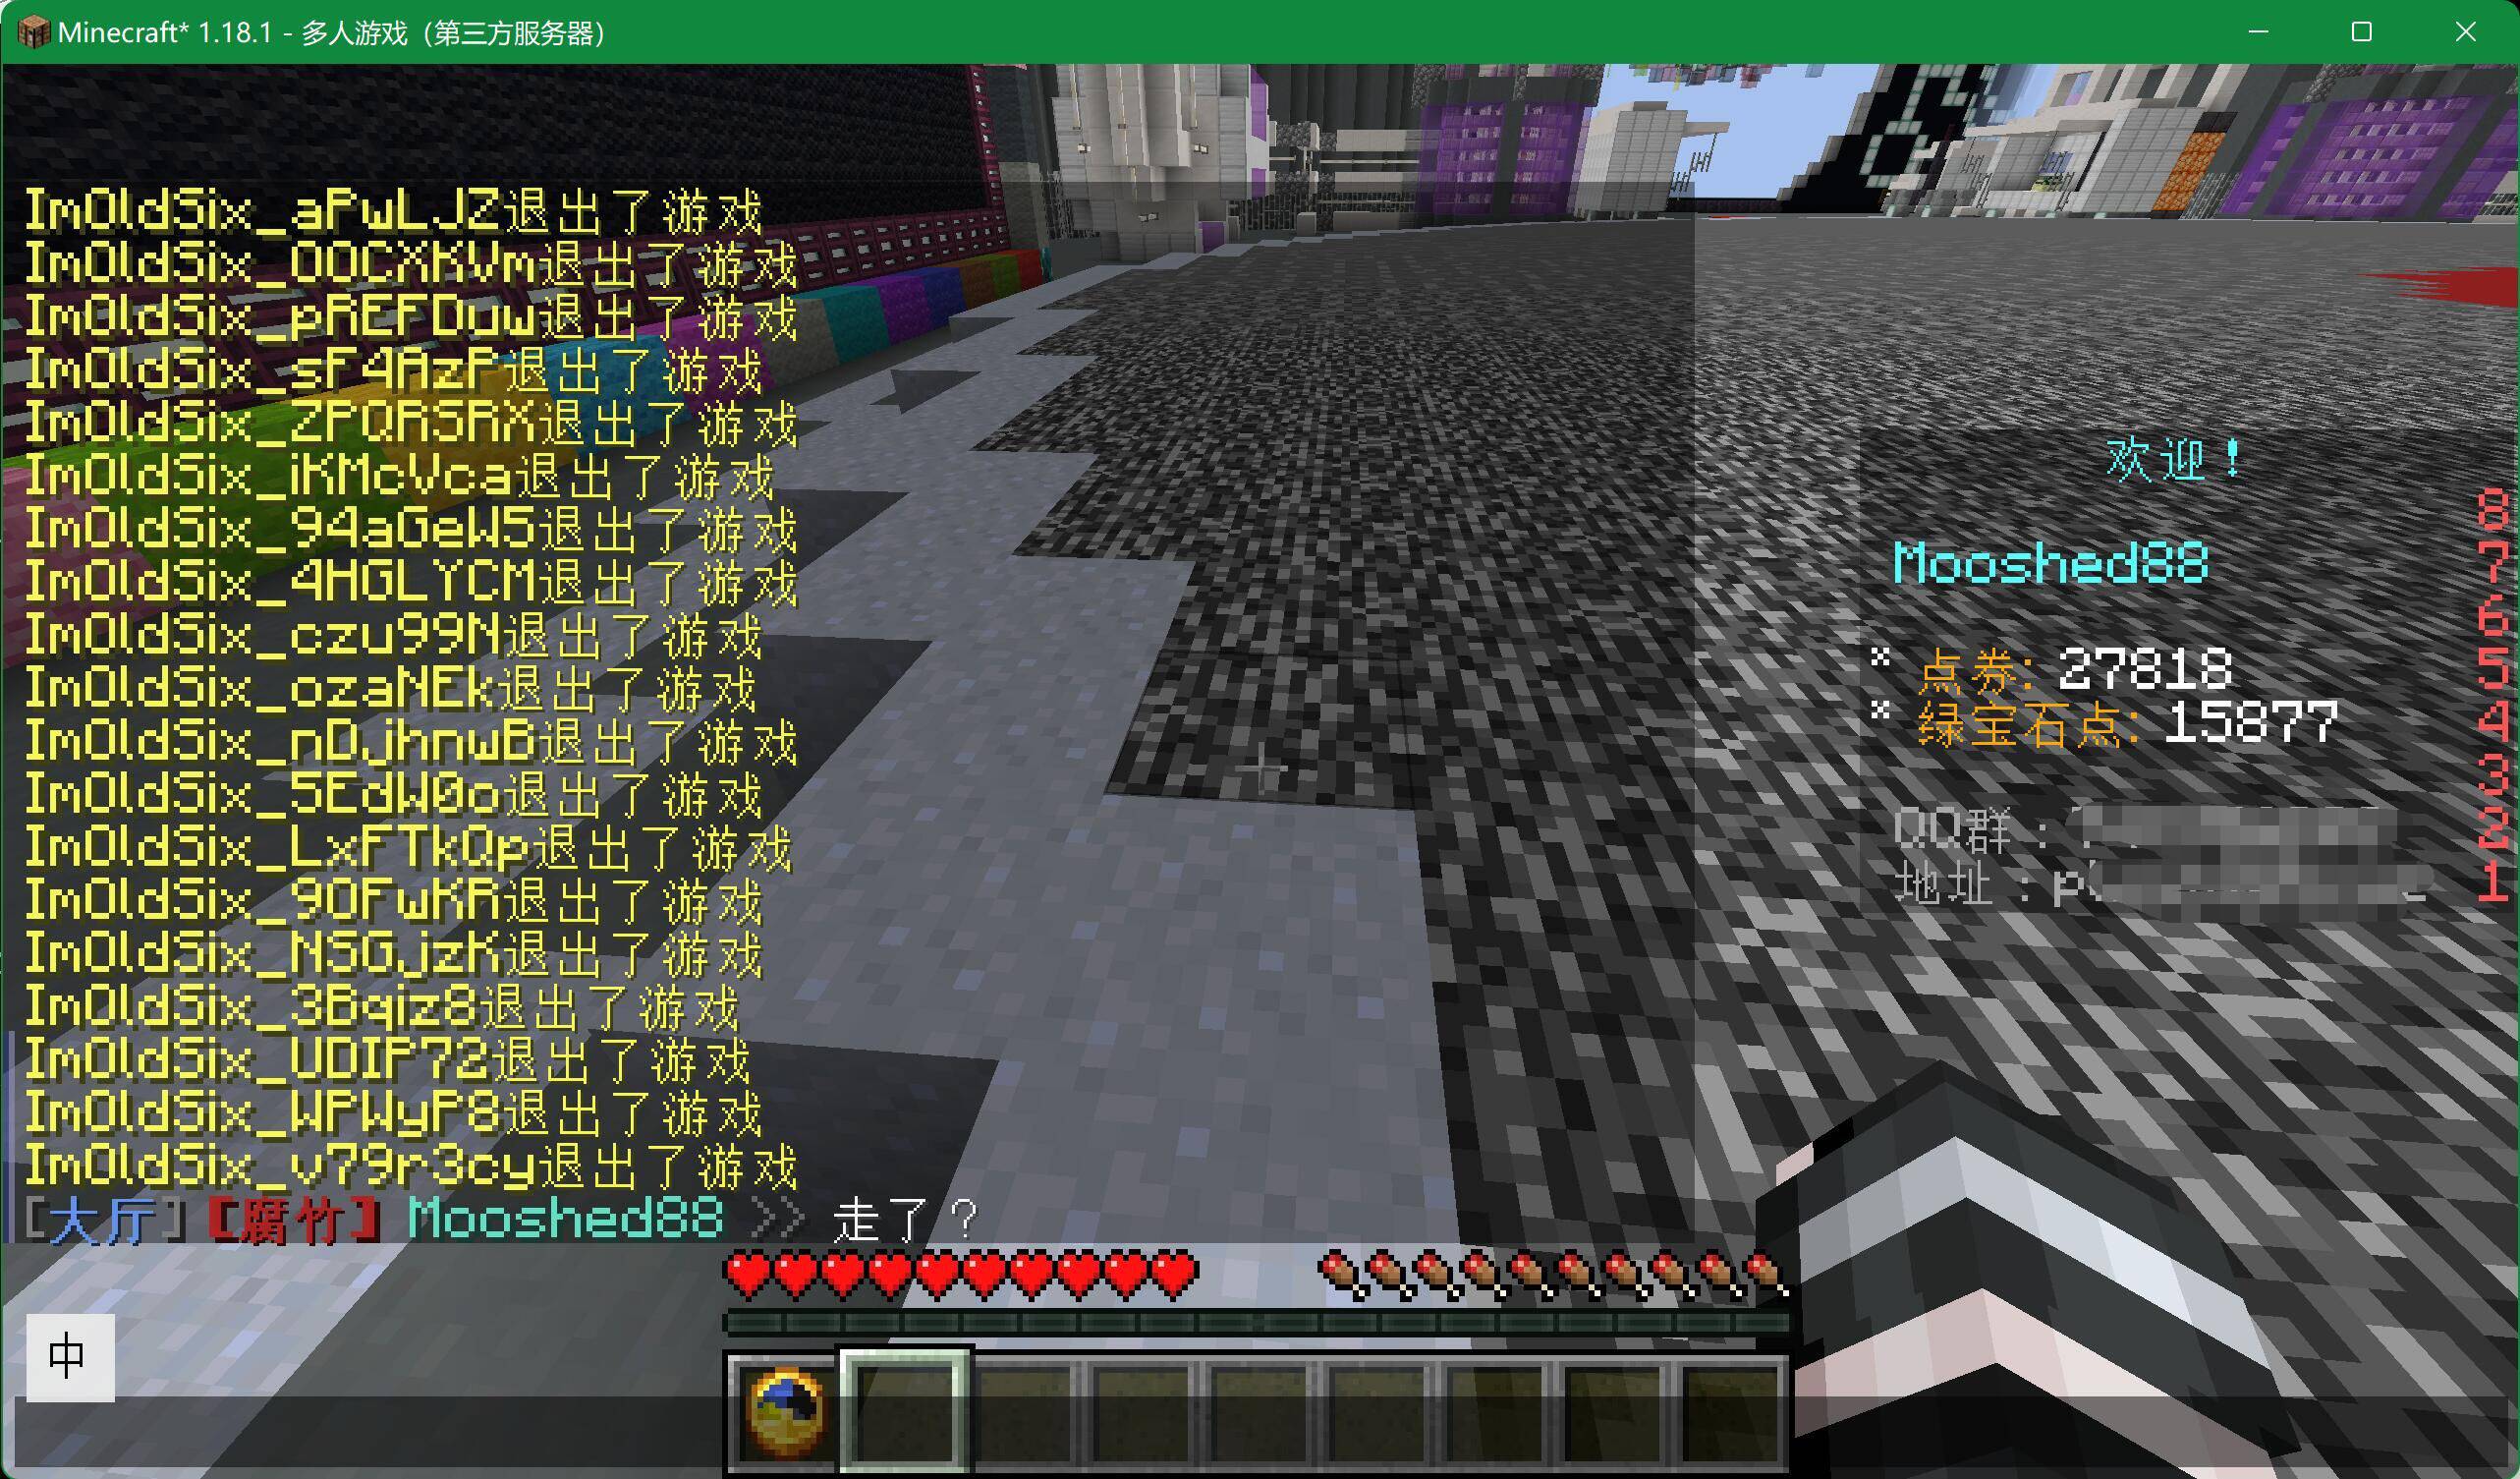 Minecraft* 1.18.1 - 多人游戏（第三方服务器）
ImOldSix_aPwLJZ退出了游戏
ImOldSix_OOCXKVm退出了游戏
ImOldSix_pREFDuw退出了游戏
ImOldSix_sF4AzP退出了游戏
ImOldSix_ZPQRSRX退出了游戏
ImOldSix_iKMcVca退出了游戏
ImOldSix_94aGeW5退出了游戏
ImOldSix_4HGLYCM退出了游戏
ImOldSix_czu99N退出了游戏
ImOldSix_ozaNEk退出了游戏
ImOldSix_nDjhnwB退出了游戏
ImOldSix_5EdW0o退出了游戏
ImOldSix_LxFTkQp退出了游戏
ImOldSix_9OFwKR退出了游戏
ImOldSix_NSGjzK退出了游戏
ImOldSix_3Bqiz8退出了游戏
ImOldSix_UDIP72退出了游戏
ImOldSix_WPWyP8退出了游戏
ImOldSix_v79r3cy退出了游戏
[大厅]【腐竹】Mooshed88 >> 走了？
欢迎！
8
Mooshed88 7
6
点券: 27818 5
绿宝石点: 15877 4
3
QQ群： 2
地址：p 1
中